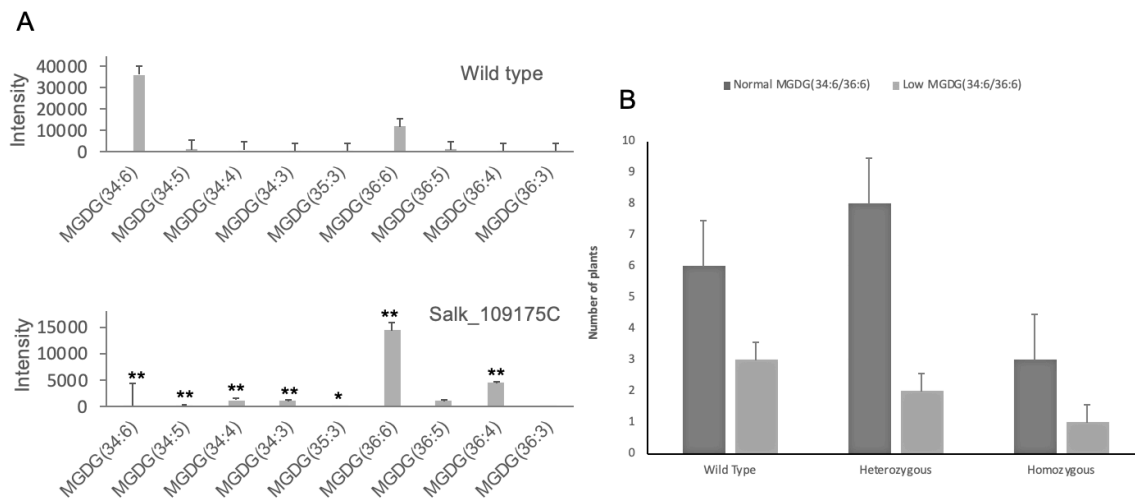 A
Wild type
Intensity
40000
30000
20000
10000
0
MGDG(34:6)
MGDG(34:5)
MGDG(34:4)
MGDG(34:3)
MGDG(35:3)
MGDG(36:6)
MGDG(36:5)
MGDG(36:4)
MGDG(36:3)
Salk_109175C
Intensity
15000
10000
5000
0
**
**
**
**
*
**
**
MGDG(34:6)
MGDG(34:5)
MGDG(34:4)
MGDG(34:3)
MGDG(35:3)
MGDG(36:6)
MGDG(36:5)
MGDG(36:4)
MGDG(36:3)
B
Normal MGDG(34:6/36:6) Low MGDG(34:6/36:6)
Number of plants
10
9
8
7
6
5
4
3
2
1
0
Wild Type Heterozygous Homozygous